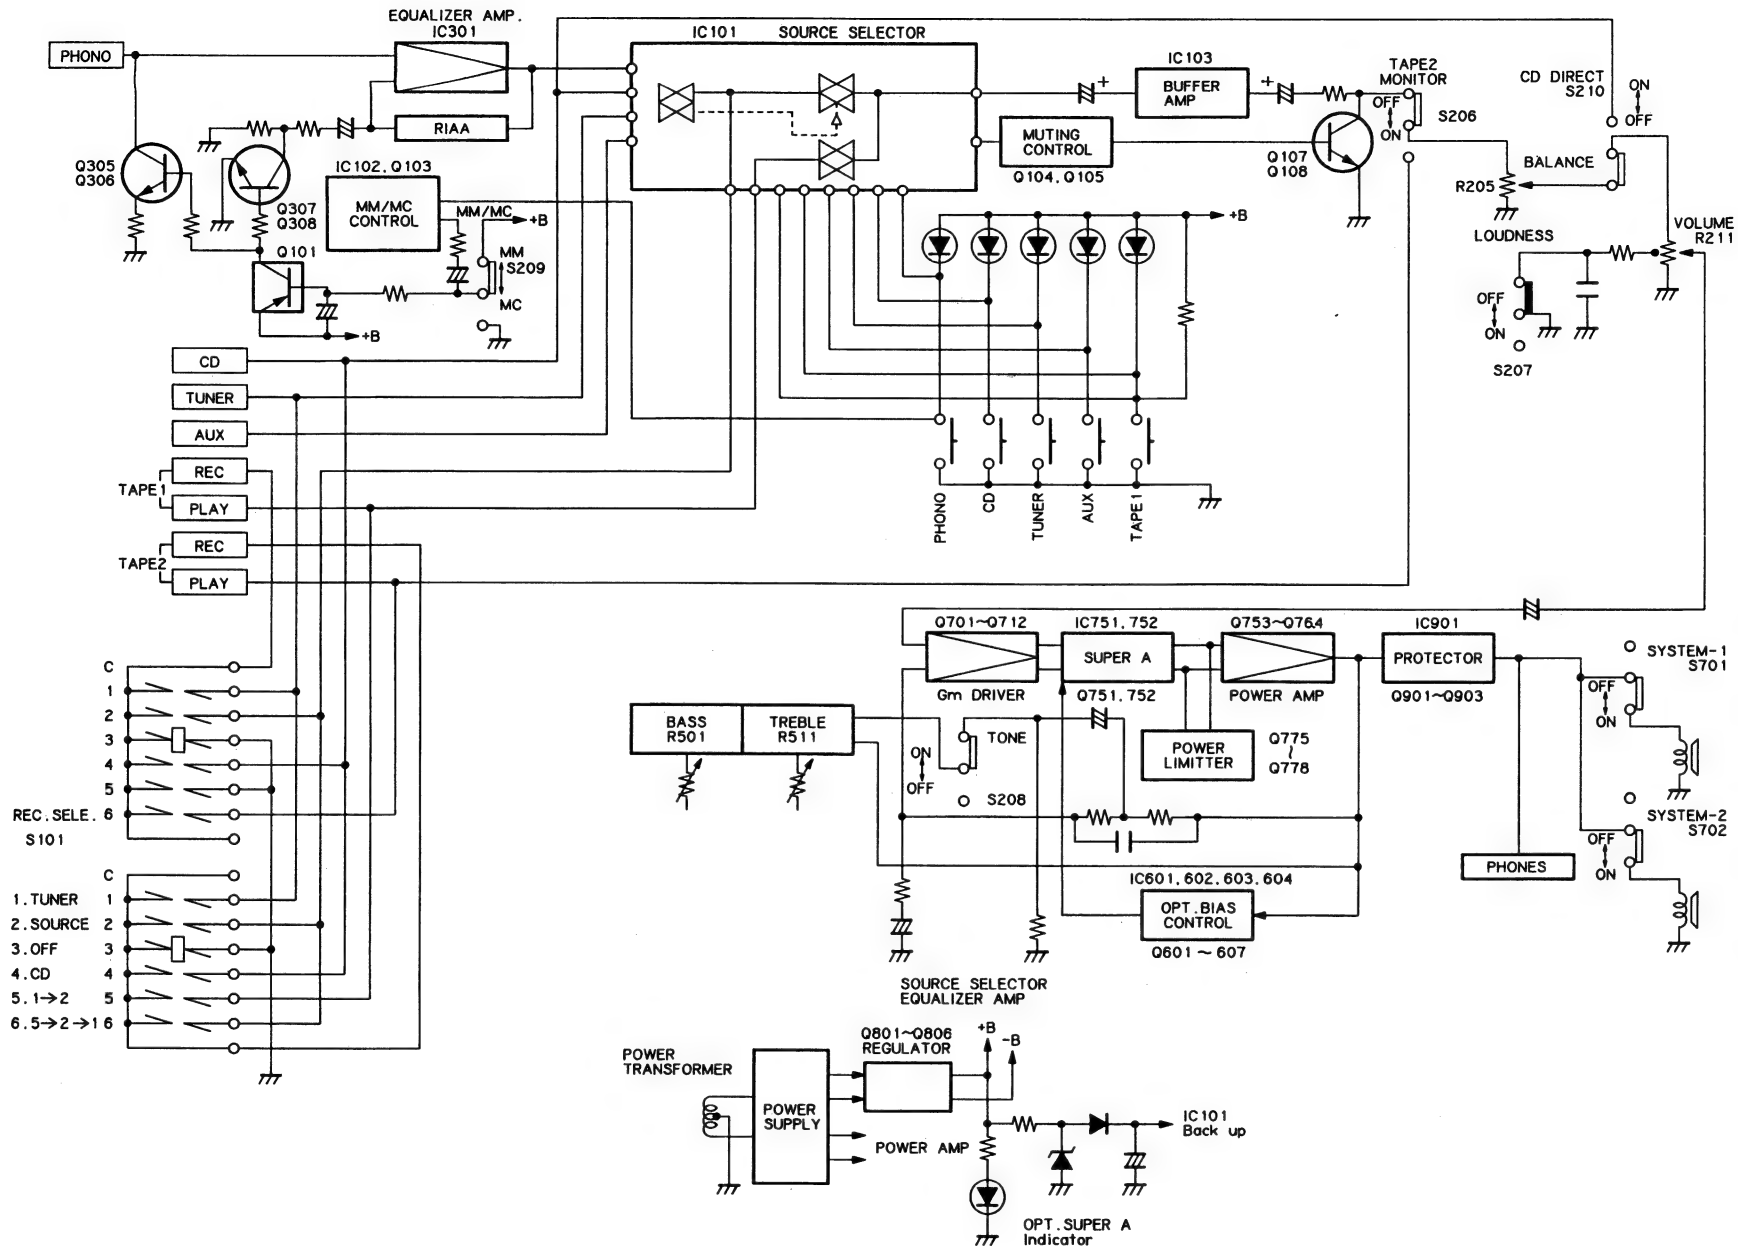 EQUALIZER AMP.
IC301
PHONO
RIAA
Q305
Q306
Q307
Q308
Q101
IC102,Q103
MM/MC
CONTROL
MM/MC
+B
MM
S209
MC
+B
IC101 SOURCE SELECTOR
IC103
BUFFER
AMP
MUTING
CONTROL
Q104,Q105
Q107
Q108
TAPE2
MONITOR
OFF
ON
S206
CD DIRECT
S210
ON
OFF
BALANCE
R205
VOLUME
R211
LOUDNESS
OFF
ON
S207
+B
PHONO
CD
TUNER
AUX
TAPE1
CD
TUNER
AUX
TAPE1
REC
PLAY
TAPE2
REC
PLAY
C
1
2
3
4
5
REC.SELE. 6
S101
C
1.TUNER 1
2.SOURCE 2
3.OFF 3
4.CD 4
5.1→2 5
6.5→2→1 6
Q701~Q712
Gm DRIVER
IC751,752
SUPER A
Q751,752
Q753~Q764
POWER AMP
IC901
PROTECTOR
Q901~Q903
SYSTEM-1
S701
OFF
ON
SYSTEM-2
S702
OFF
ON
PHONES
POWER
LIMITTER
Q775
~
Q778
BASS
R501
TREBLE
R511
TONE
ON
OFF
S208
IC601,602,603,604
OPT.BIAS
CONTROL
Q601~607
SOURCE SELECTOR
EQUALIZER AMP
+B
-B
Q801~Q806
REGULATOR
POWER
TRANSFORMER
POWER
SUPPLY
POWER AMP
IC101
Back up
OPT.SUPER A
Indicator